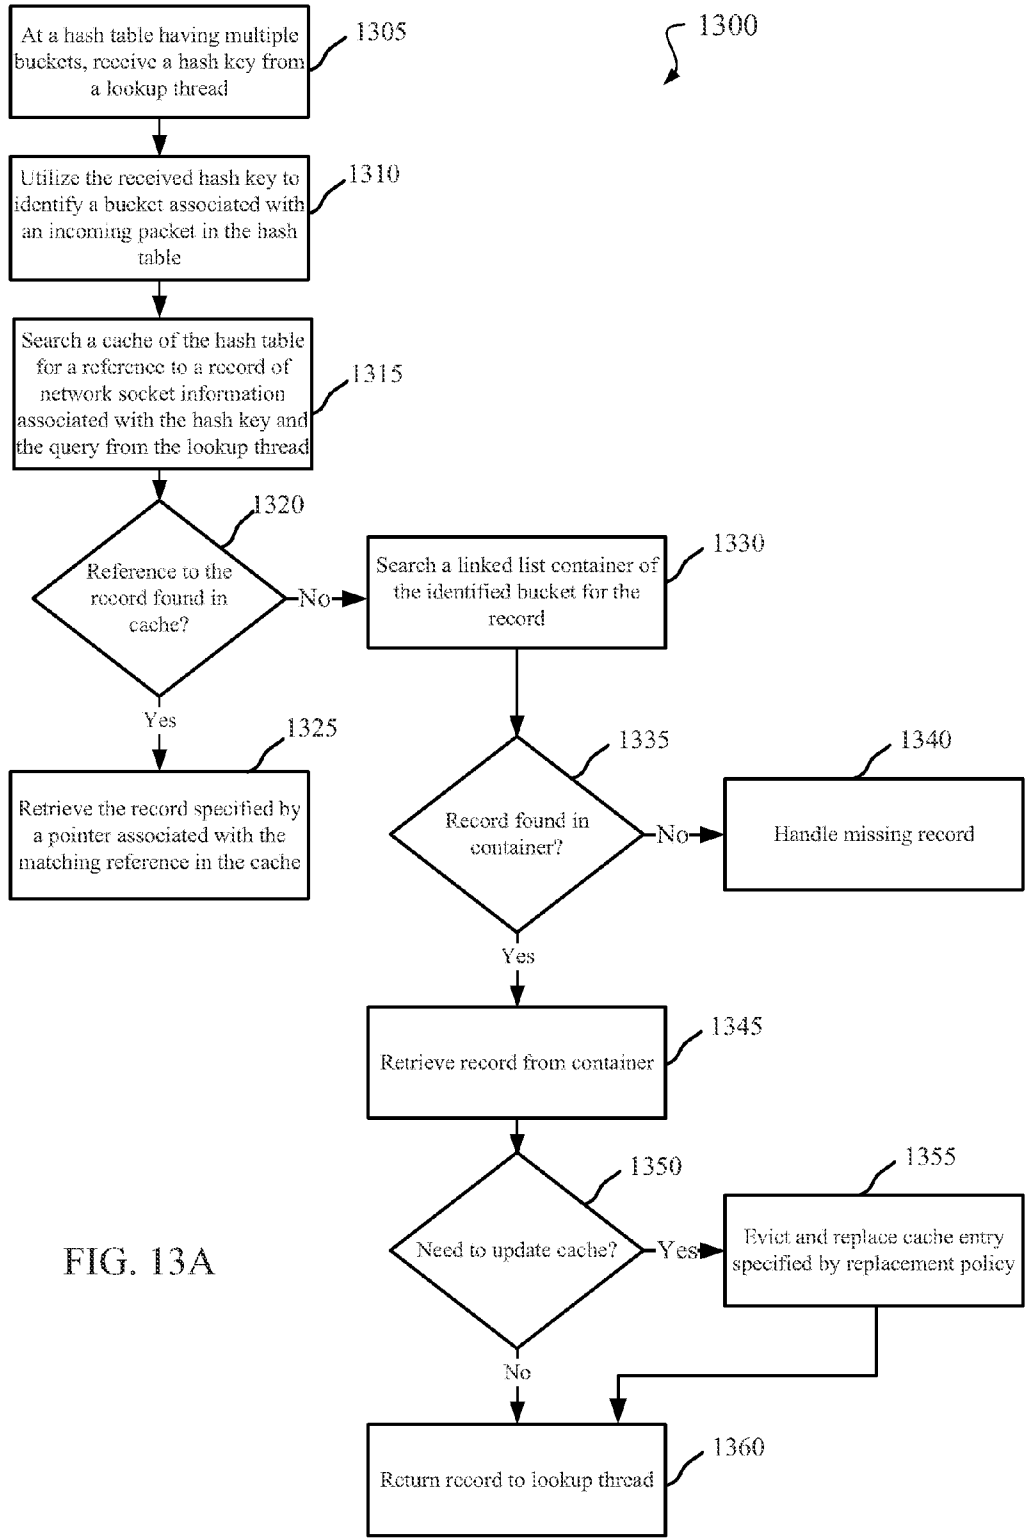 1300
At a hash table having multiple
buckets, receive a hash key from
a lookup thread
1305
Utilize the received hash key to
identify a bucket associated with
an incoming packet in the hash
table
1310
Search a cache of the hash table
for a reference to a record of
network socket information
associated with the hash key and
the query from the lookup thread
1315
Reference to the
record found in
cache?
1320
No
Yes
Retrieve the record specified by
a pointer associated with the
matching reference in the cache
1325
Search a linked list container of
the identified bucket for the
record
1330
Record found in
container?
1335
No
Handle missing record
1340
Yes
Retrieve record from container
1345
Need to update cache?
1350
Yes
Evict and replace cache entry
specified by replacement policy
1355
No
Return record to lookup thread
1360
FIG. 13A